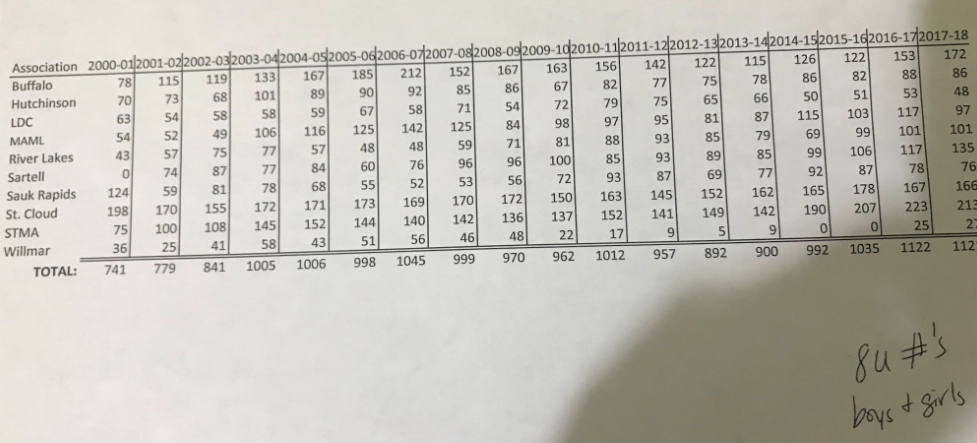 Association 2000-01 2001-02 2002-03 2003-04 2004-05 2005-06 2006-07 2007-08 2008-09 2009-10 2010-11 2011-12 2012-13 2013-14 2014-15 2015-16 2016-17 2017-18
Buffalo 78 115 119 133 167 185 212 152 167 163 156 142 122 115 126 122 153 172
Hutchinson 70 73 68 101 89 90 92 85 86 67 82 77 75 78 86 82 88 86
LDC 63 54 58 58 59 67 58 71 54 72 79 75 65 66 50 51 53 48
MAML 54 52 49 106 116 125 142 125 84 98 97 95 81 87 115 103 117 97
River Lakes 43 57 75 77 57 48 48 59 71 81 88 93 85 79 69 99 101 101
Sartell 0 74 87 77 84 60 76 96 96 100 85 93 89 85 99 106 117 135
Sauk Rapids 124 59 81 78 68 55 52 53 56 72 93 87 69 77 92 87 78 76
St. Cloud 198 170 155 172 171 173 169 170 172 150 163 145 152 162 165 178 167 166
STMA 75 100 108 145 152 144 140 142 136 137 152 141 149 142 190 207 223 213
Willmar 36 25 41 58 43 51 56 46 48 22 17 9 5 9 0 0 25
TOTAL: 741 779 841 1005 1006 998 1045 999 970 962 1012 957 892 900 992 1035 1122
8u #'s
boys + girls